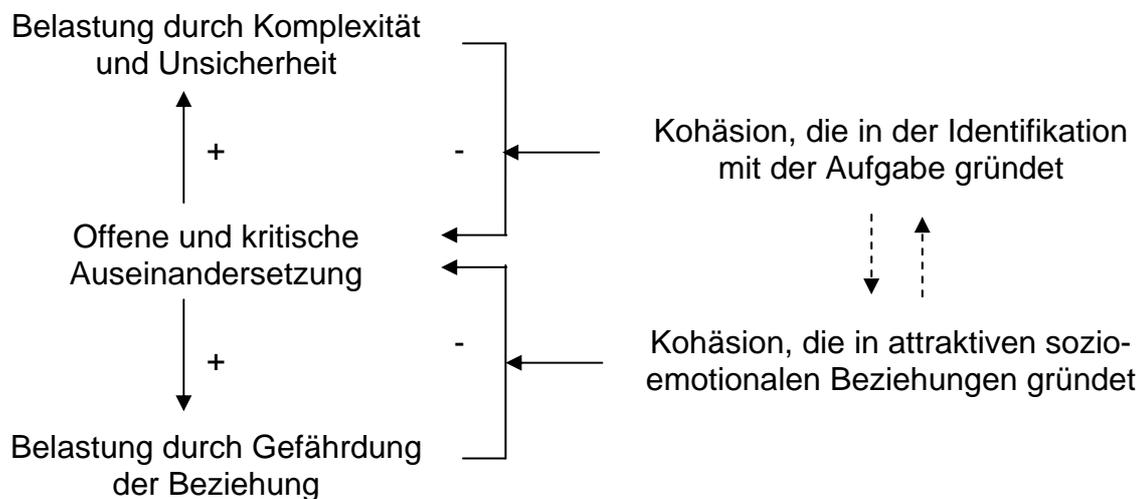 Belastung durch Komplexität
und Unsicherheit
+
-
Kohäsion, die in der Identifikation
mit der Aufgabe gründet
Offene und kritische
Auseinandersetzung
+
-
Kohäsion, die in attraktiven sozio-
emotionalen Beziehungen gründet
Belastung durch Gefährdung
der Beziehung